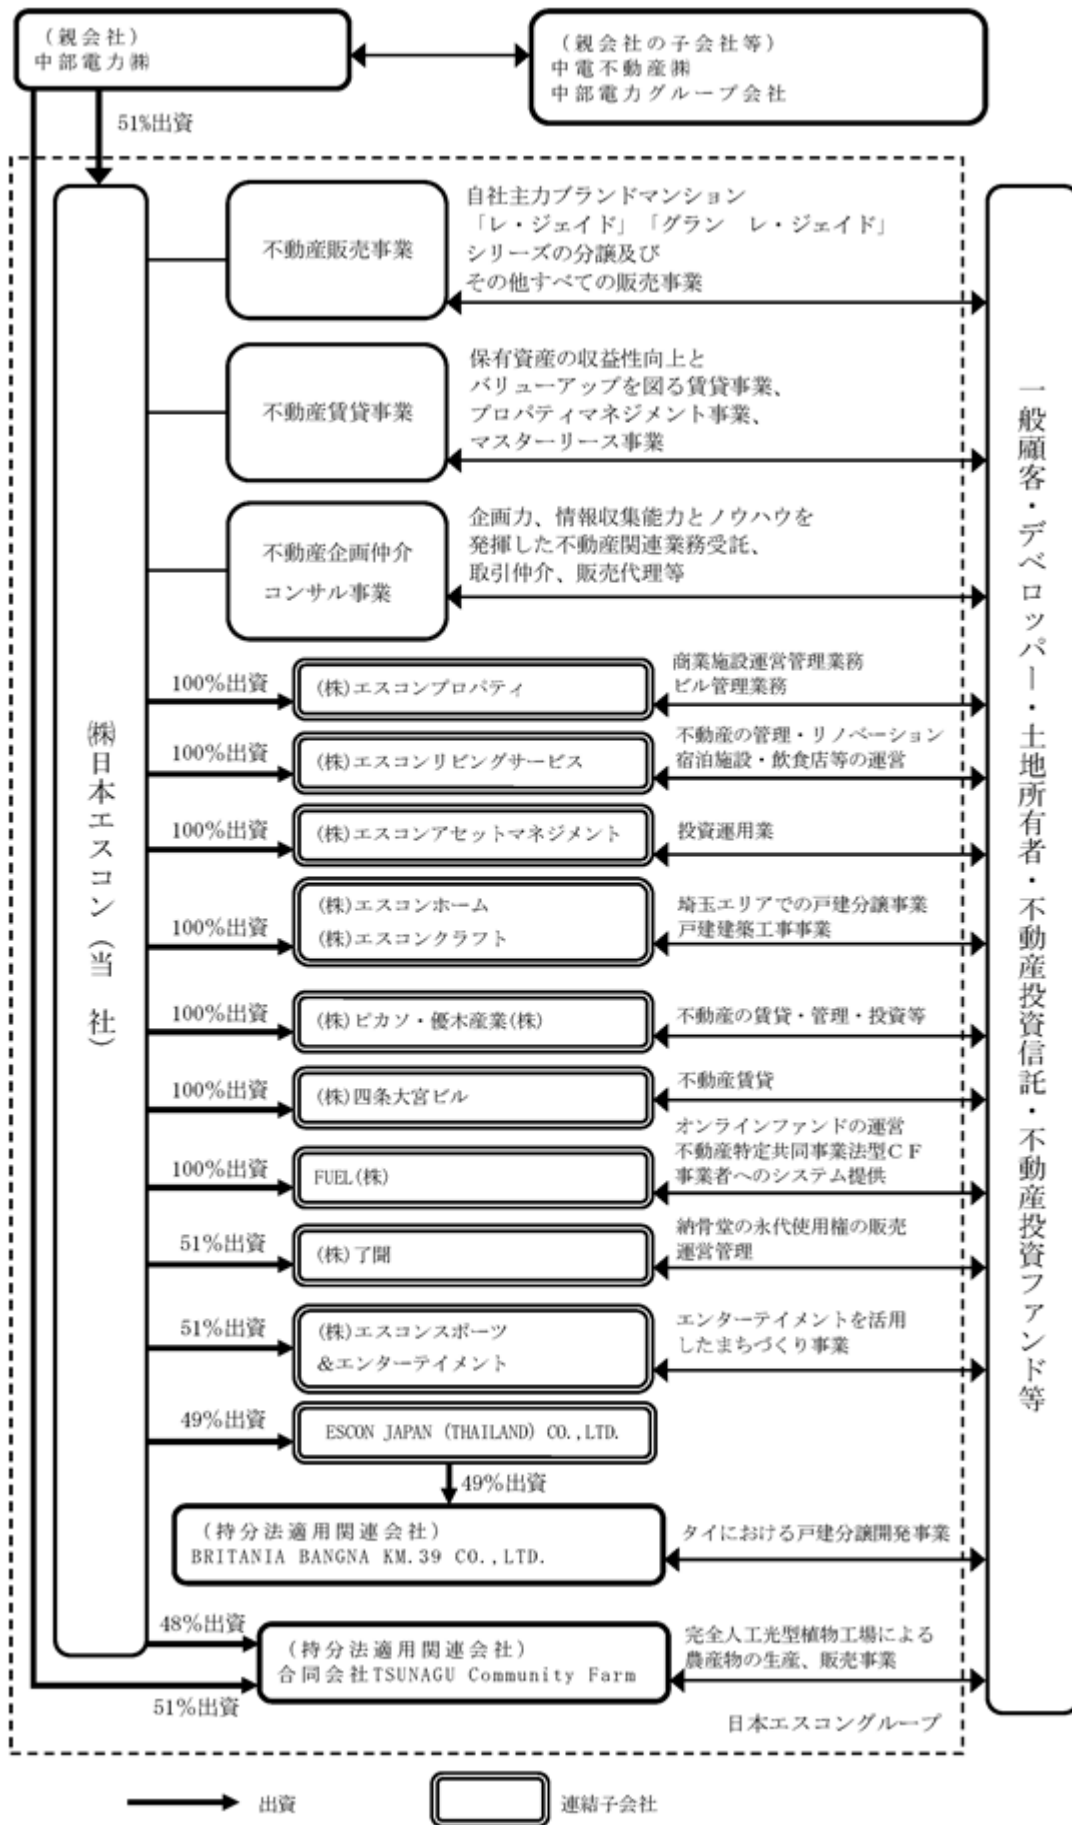 （親会社）
中部電力㈱
（親会社の子会社等）
中電不動産㈱
中部電力グループ会社
51%出資
㈱日本エスコン（当　社）
不動産販売事業
自社主力ブランドマンション
「レ・ジェイド」「グラン　レ・ジェイド」
シリーズの分譲及び
その他すべての販売事業
不動産賃貸事業
保有資産の収益性向上と
バリューアップを図る賃貸事業、
プロパティマネジメント事業、
マスターリース事業
不動産企画仲介
コンサル事業
企画力、情報収集能力とノウハウを
発揮した不動産関連業務受託、
取引仲介、販売代理等
100%出資
(株)エスコンプロパティ
商業施設運営管理業務
ビル管理業務
100%出資
(株)エスコンリビングサービス
不動産の管理・リノベーション
宿泊施設・飲食店等の運営
100%出資
(株)エスコンアセットマネジメント
投資運用業
100%出資
(株)エスコンホーム
(株)エスコンクラフト
埼玉エリアでの戸建分譲事業
戸建建築工事事業
100%出資
(株)ピカソ・優木産業(株)
不動産の賃貸・管理・投資等
100%出資
(株)四条大宮ビル
不動産賃貸
100%出資
FUEL(株)
オンラインファンドの運営
不動産特定共同事業法型ＣＦ
事業者へのシステム提供
51%出資
(株)了聞
納骨堂の永代使用権の販売
運営管理
51%出資
(株)エスコンスポーツ
&エンターテイメント
エンターテイメントを活用
したまちづくり事業
49%出資
ESCON JAPAN (THAILAND) CO.,LTD.
49%出資
（持分法適用関連会社）
BRITANIA BANGNA KM.39 CO.,LTD.
タイにおける戸建分譲開発事業
48%出資
51%出資
（持分法適用関連会社）
合同会社TSUNAGU Community Farm
完全人工光型植物工場による
農産物の生産、販売事業
日本エスコングループ
一般顧客・デベロッパー・土地所有者・不動産投資信託・不動産投資ファンド等
出資
連結子会社